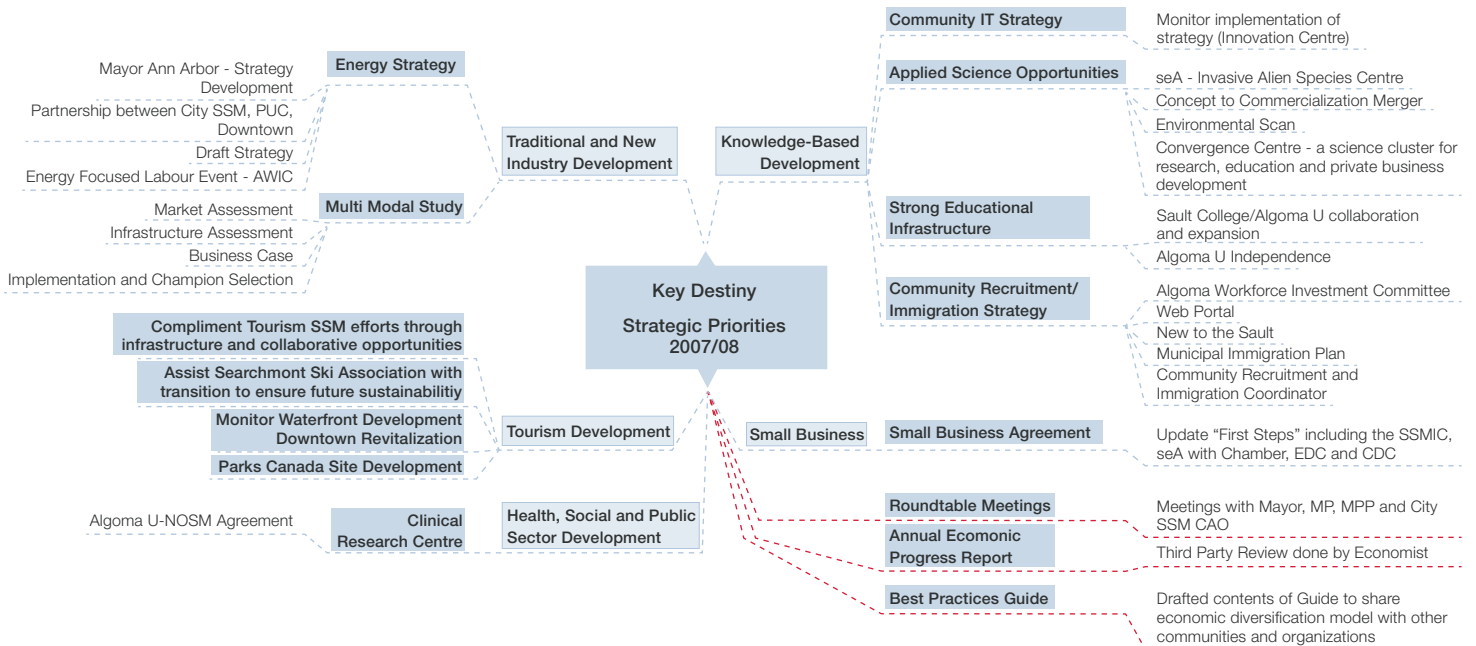 Key Destiny
Strategic Priorities
2007/08
Traditional and New
Industry Development
Energy Strategy
Mayor Ann Arbor - Strategy
Development
Partnership between City SSM, PUC,
Downtown
Draft Strategy
Energy Focused Labour Event - AWIC
Multi Modal Study
Market Assessment
Infrastructure Assessment
Business Case
Implementation and Champion Selection
Tourism Development
Compliment Tourism SSM efforts through
infrastructure and collaborative opportunities
Assist Searchmont Ski Association with
transition to ensure future sustainabilitiy
Monitor Waterfront Development
Downtown Revitalization
Parks Canada Site Development
Health, Social and Public
Sector Development
Clinical
Research Centre
Algoma U-NOSM Agreement
Knowledge-Based
Development
Community IT Strategy
Monitor implementation of
strategy (Innovation Centre)
Applied Science Opportunities
seA - Invasive Alien Species Centre
Concept to Commercialization Merger
Environmental Scan
Convergence Centre - a science cluster for
research, education and private business
development
Strong Educational
Infrastructure
Sault College/Algoma U collaboration
and expansion
Algoma U Independence
Community Recruitment/
Immigration Strategy
Algoma Workforce Investment Committee
Web Portal
New to the Sault
Municipal Immigration Plan
Community Recruitment and
Immigration Coordinator
Small Business
Small Business Agreement
Update “First Steps” including the SSMIC,
seA with Chamber, EDC and CDC
Roundtable Meetings
Meetings with Mayor, MP, MPP and City
SSM CAO
Annual Ecomonic
Progress Report
Third Party Review done by Economist
Best Practices Guide
Drafted contents of Guide to share
economic diversification model with other
communities and organizations